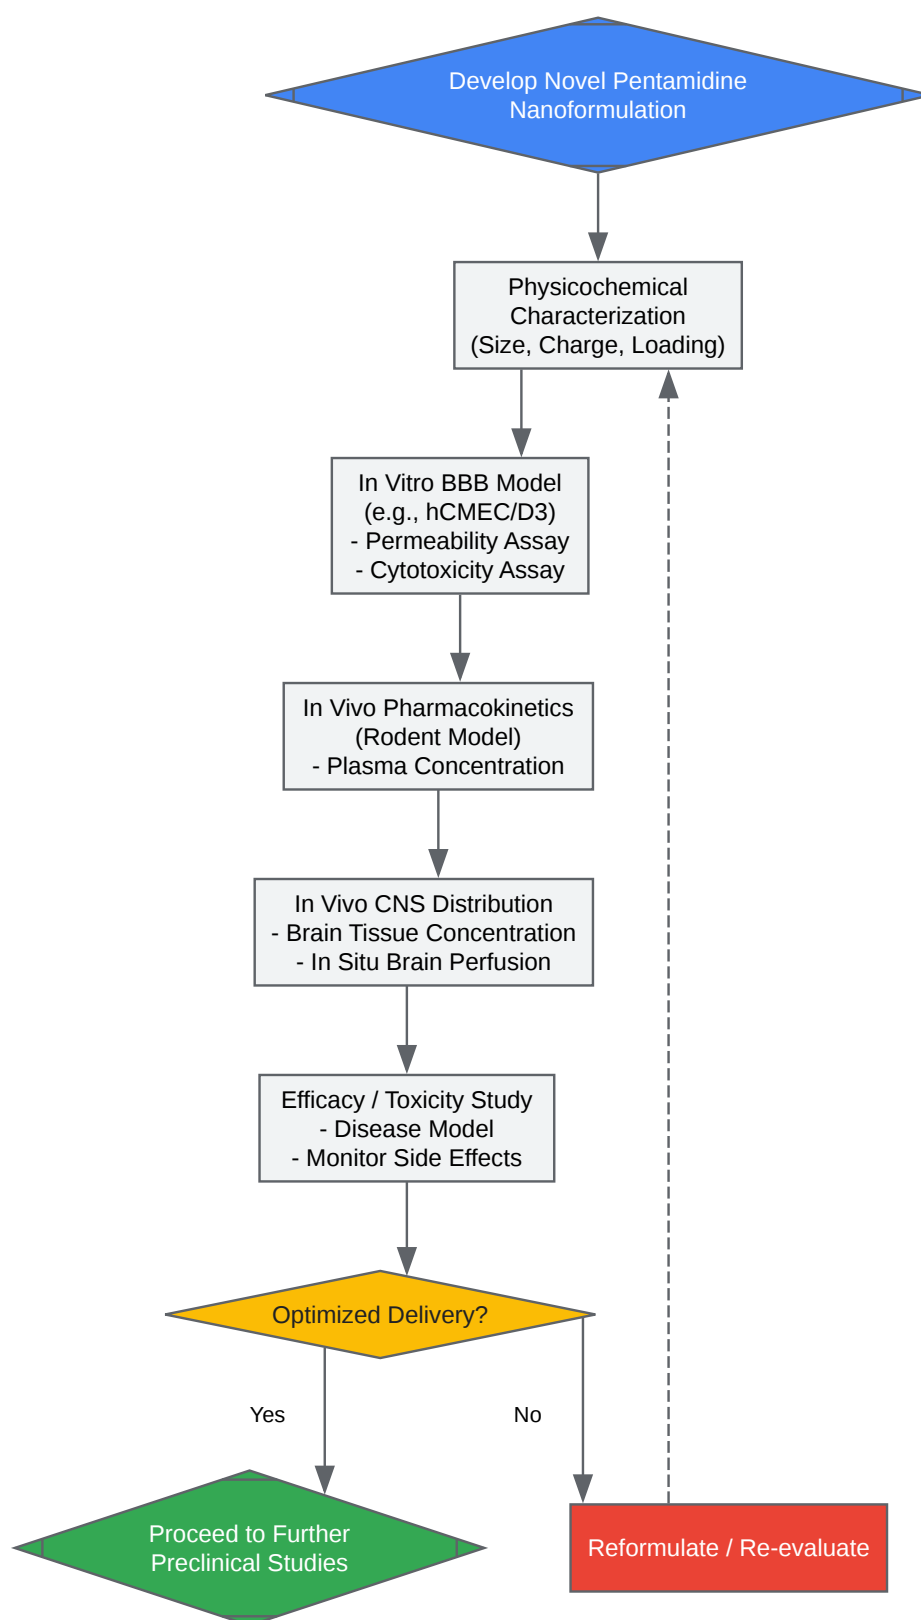 Develop Novel Pentamidine
Nanoformulation
Physicochemical
Characterization
(Size, Charge, Loading)
In Vitro BBB Model
(e.g., hCMEC/D3)
- Permeability Assay
- Cytotoxicity Assay
In Vivo Pharmacokinetics
(Rodent Model)
- Plasma Concentration
In Vivo CNS Distribution
- Brain Tissue Concentration
- In Situ Brain Perfusion
Efficacy / Toxicity Study
- Disease Model
- Monitor Side Effects
Optimized Delivery?
Yes
No
Proceed to Further
Preclinical Studies
Reformulate / Re-evaluate